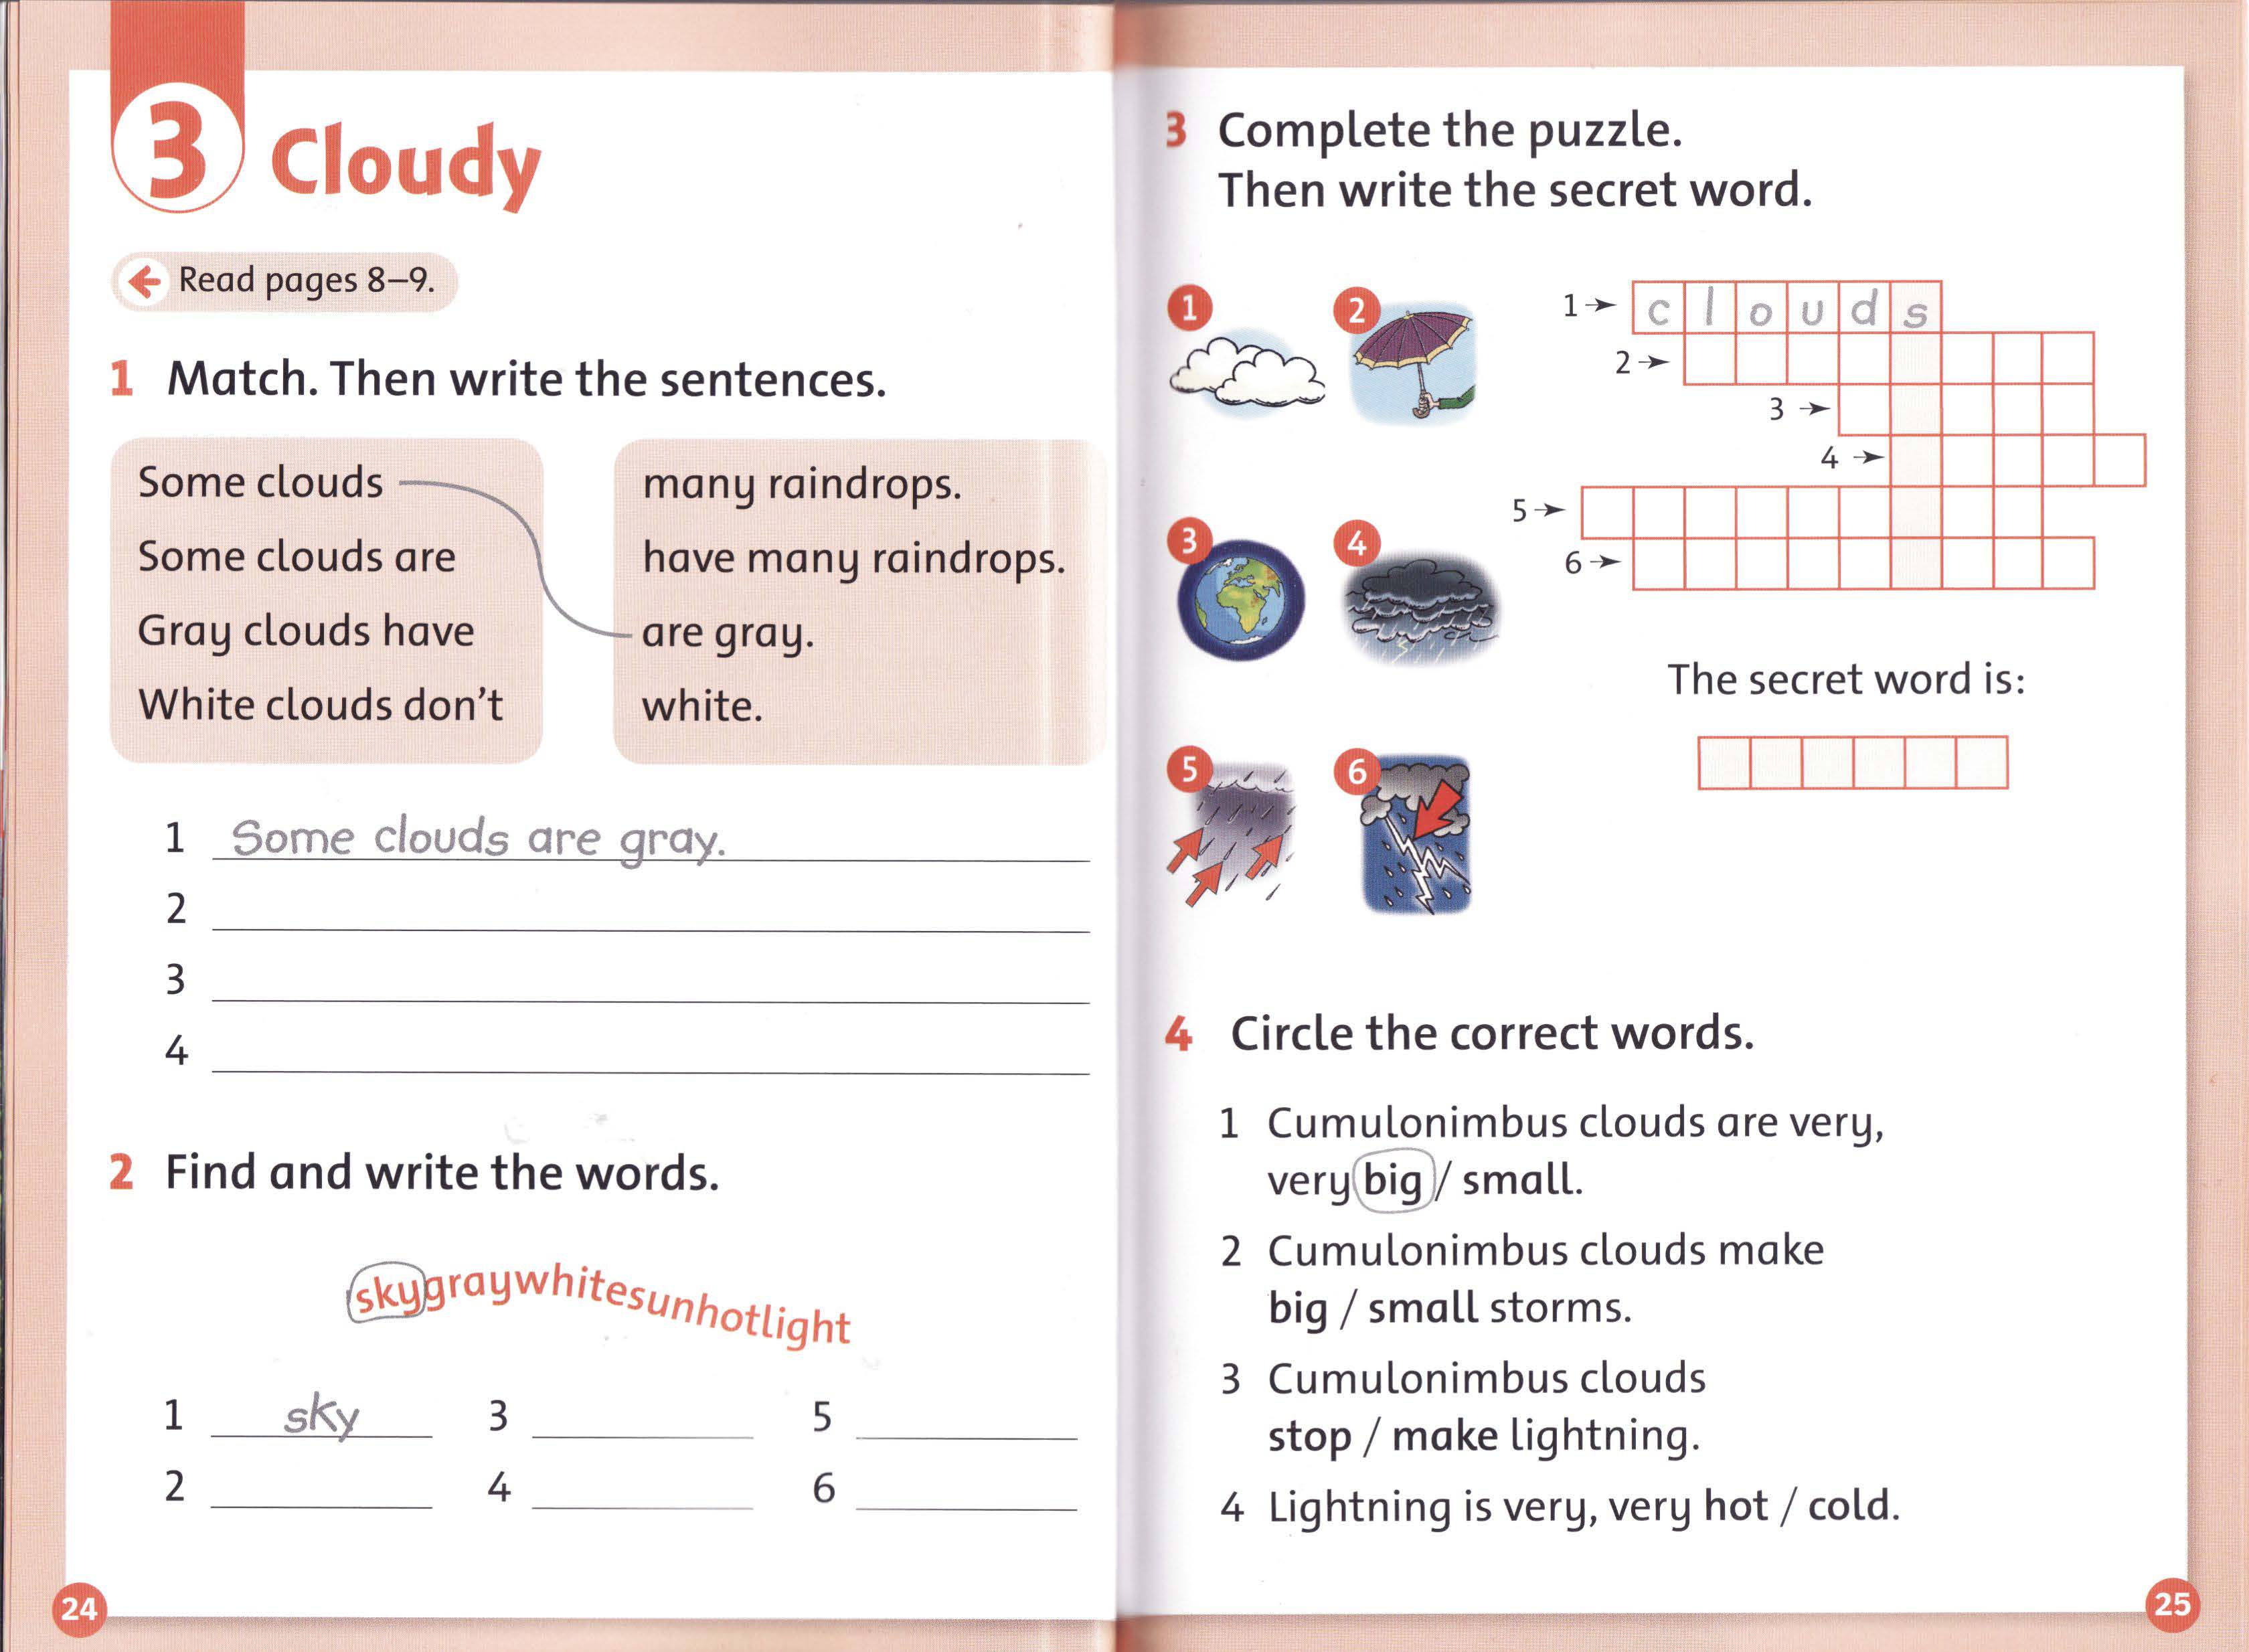 3 Cloudy
Read pages 8–9.
1 Match. Then write the sentences.
Some clouds
Some clouds are
Gray clouds have
White clouds don't
many raindrops.
have many raindrops.
are gray.
white.
1 Some clouds are gray.
2
3
4
2 Find and write the words.
skygraywhitesunhotlight
1 sky 3 5
2 4 6
24
3 Complete the puzzle.
Then write the secret word.
1 2
3 4
5 6
1 clouds
2
3
4
5
6
The secret word is:
4 Circle the correct words.
1 Cumulonimbus clouds are very,
very big / small.
2 Cumulonimbus clouds make
big / small storms.
3 Cumulonimbus clouds
stop / make lightning.
4 Lightning is very, very hot / cold.
25